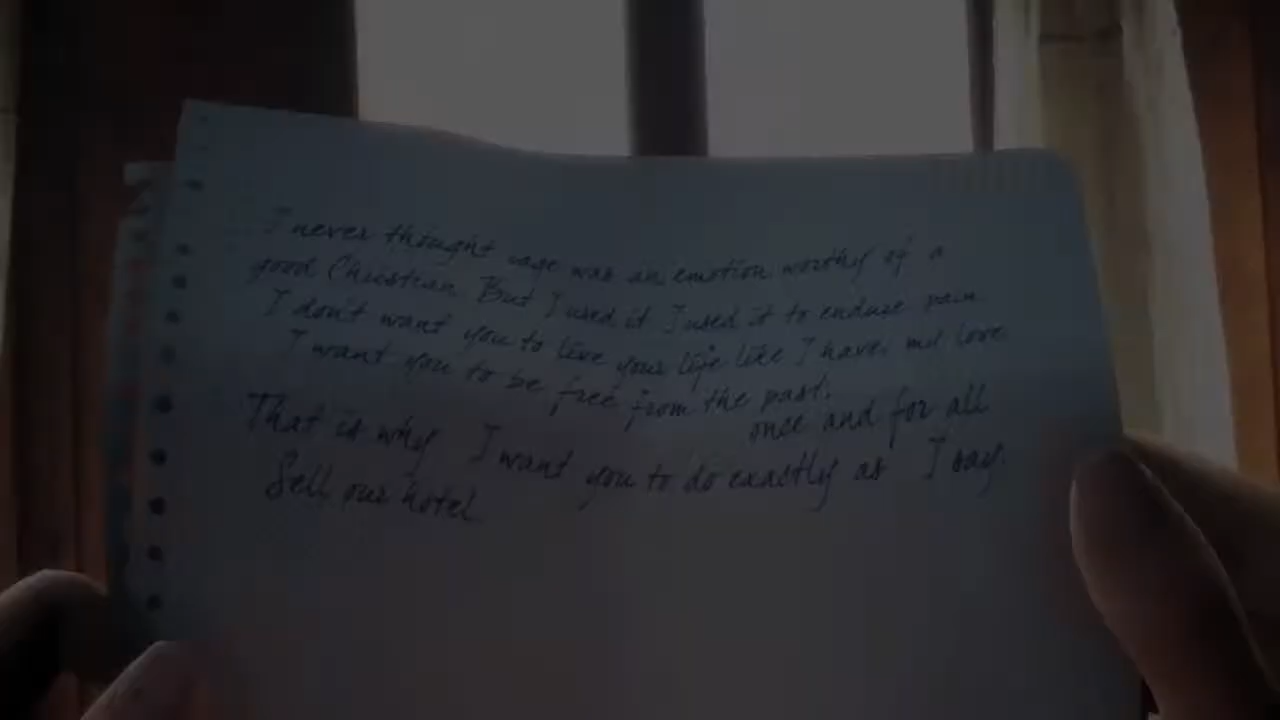 I never thought rage was an emotion worthy of a
good Christian. But I used it. I used it to endure pain.
I don't want you to live your life like I have, my love.
I want you to be free from the past.
once and for all
That is why I want you to do exactly as I say.
Sell our hotel